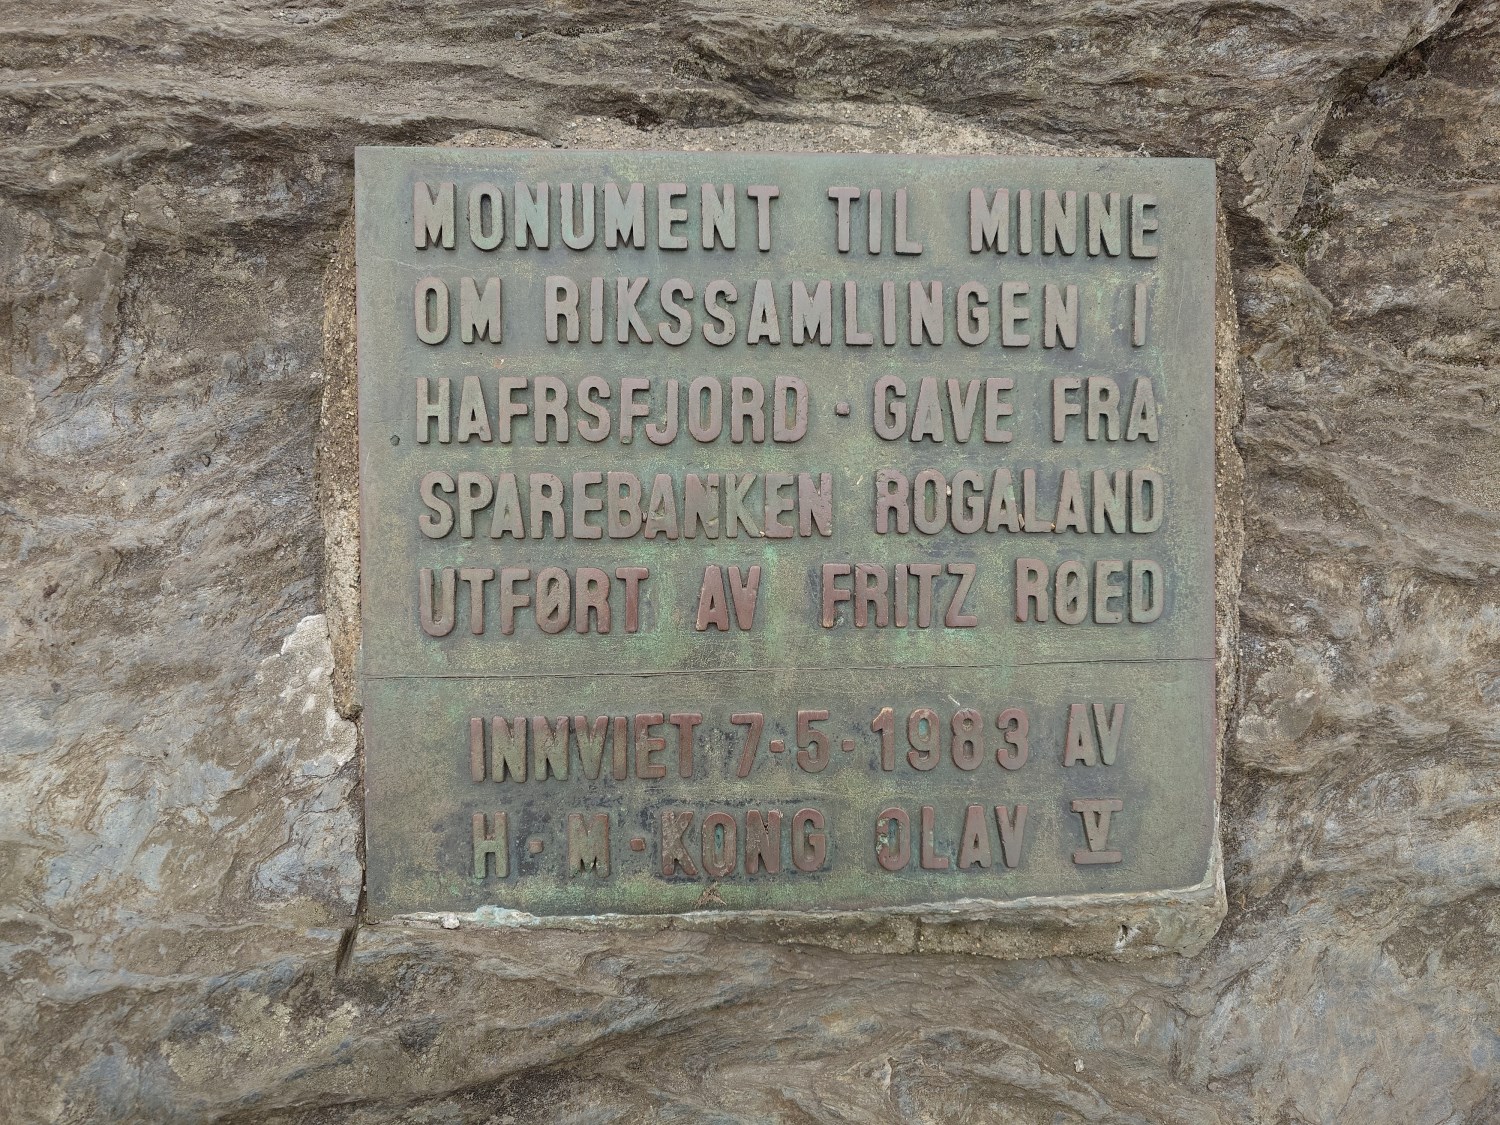 MONUMENT TIL MINNE
OM RIKSSAMLINGEN I
HAFRSFJORD · GAVE FRA
SPAREBANKEN ROGALAND
UTFØRT AV FRITZ RØED
INNVIET 7·5·1983 AV
H·M·KONG OLAV V